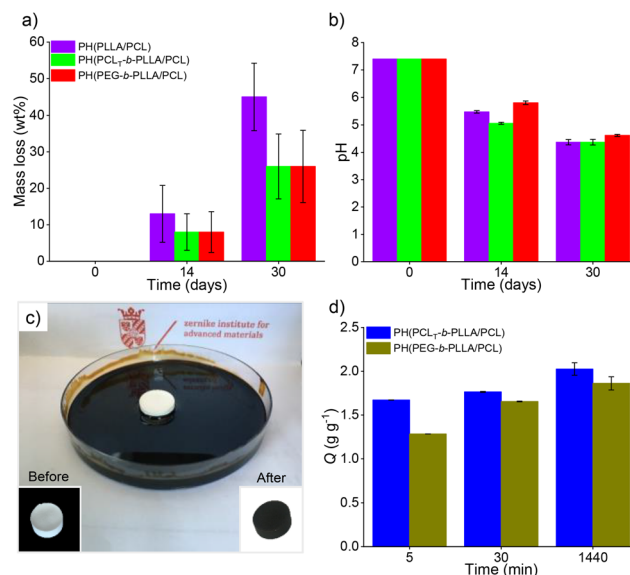 a)
Mass loss (wt%)
60
50
40
30
20
10
0
PH(PLLA/PCL)
PH(PCLT-b-PLLA/PCL)
PH(PEG-b-PLLA/PCL)
0 14 30
Time (days)
b)
pH
8
7
6
5
4
3
2
1
0
0 14 30
Time (days)
c)
zernike institute for
advanced materials
Before
After
d)
Q (g g-1)
2.5
2.0
1.5
1.0
0.5
0.0
PH(PCLT-b-PLLA/PCL)
PH(PEG-b-PLLA/PCL)
5 30 1440
Time (min)